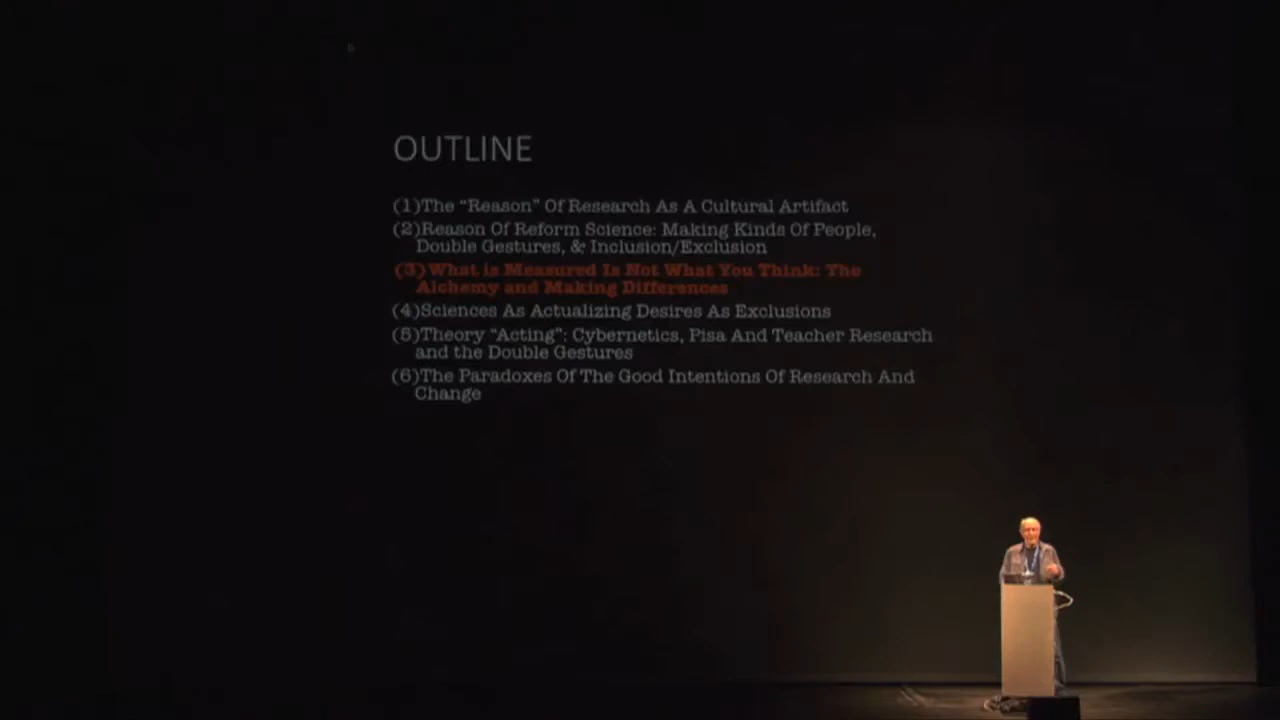 OUTLINE
(1)The “Reason” Of Research As A Cultural Artifact
(2)Reason Of Reform Science: Making Kinds Of People,
Double Gestures, & Inclusion/Exclusion
(3)What is Measured Is Not What You Think: The
Alchemy and Making Differences
(4)Sciences As Actualizing Desires As Exclusions
(5)Theory “Acting”: Cybernetics, Pisa And Teacher Research
and the Double Gestures
(6)The Paradoxes Of The Good Intentions Of Research And
Change